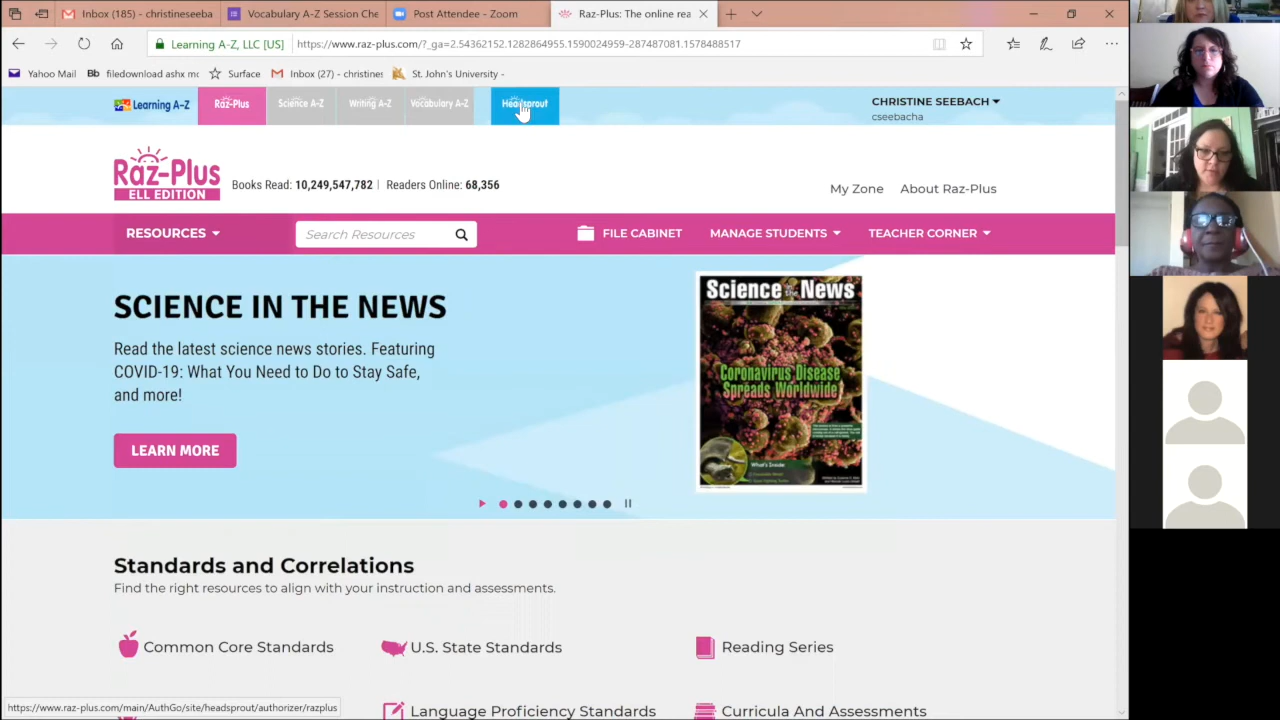 Inbox (185) - christineseeba
Vocabulary A-Z Session Che
Post Attendee - Zoom
Raz-Plus: The online rea
Learning A-Z, LLC [US]
https://www.raz-plus.com/?_ga=2.54362152.1282864955.1590024959-287487081.1578488517
Yahoo Mail
Bb filedownload ashx mc
Surface
Inbox (27) - christine
St. John's University -
Learning A-Z
Raz-Plus
Science A-Z
Writing A-Z
Vocabulary A-Z
Headsprout
CHRISTINE SEEBACH
cseebacha
Raz-Plus
ELL EDITION
Books Read: 10,249,547,782 | Readers Online: 68,356
My Zone
About Raz-Plus
RESOURCES
Search Resources
FILE CABINET
MANAGE STUDENTS
TEACHER CORNER
SCIENCE IN THE NEWS
Read the latest science news stories. Featuring
COVID-19: What You Need to Do to Stay Safe,
and more!
LEARN MORE
Science in the News
Coronavirus Disease
Spreads Worldwide
What's Inside:
Standards and Correlations
Find the right resources to align with your instruction and assessments.
Common Core Standards
U.S. State Standards
Reading Series
Language Proficiency Standards
Curricula And Assessments
https://www.raz-plus.com/main/AuthGo/site/headsprout/authorizer/razplus